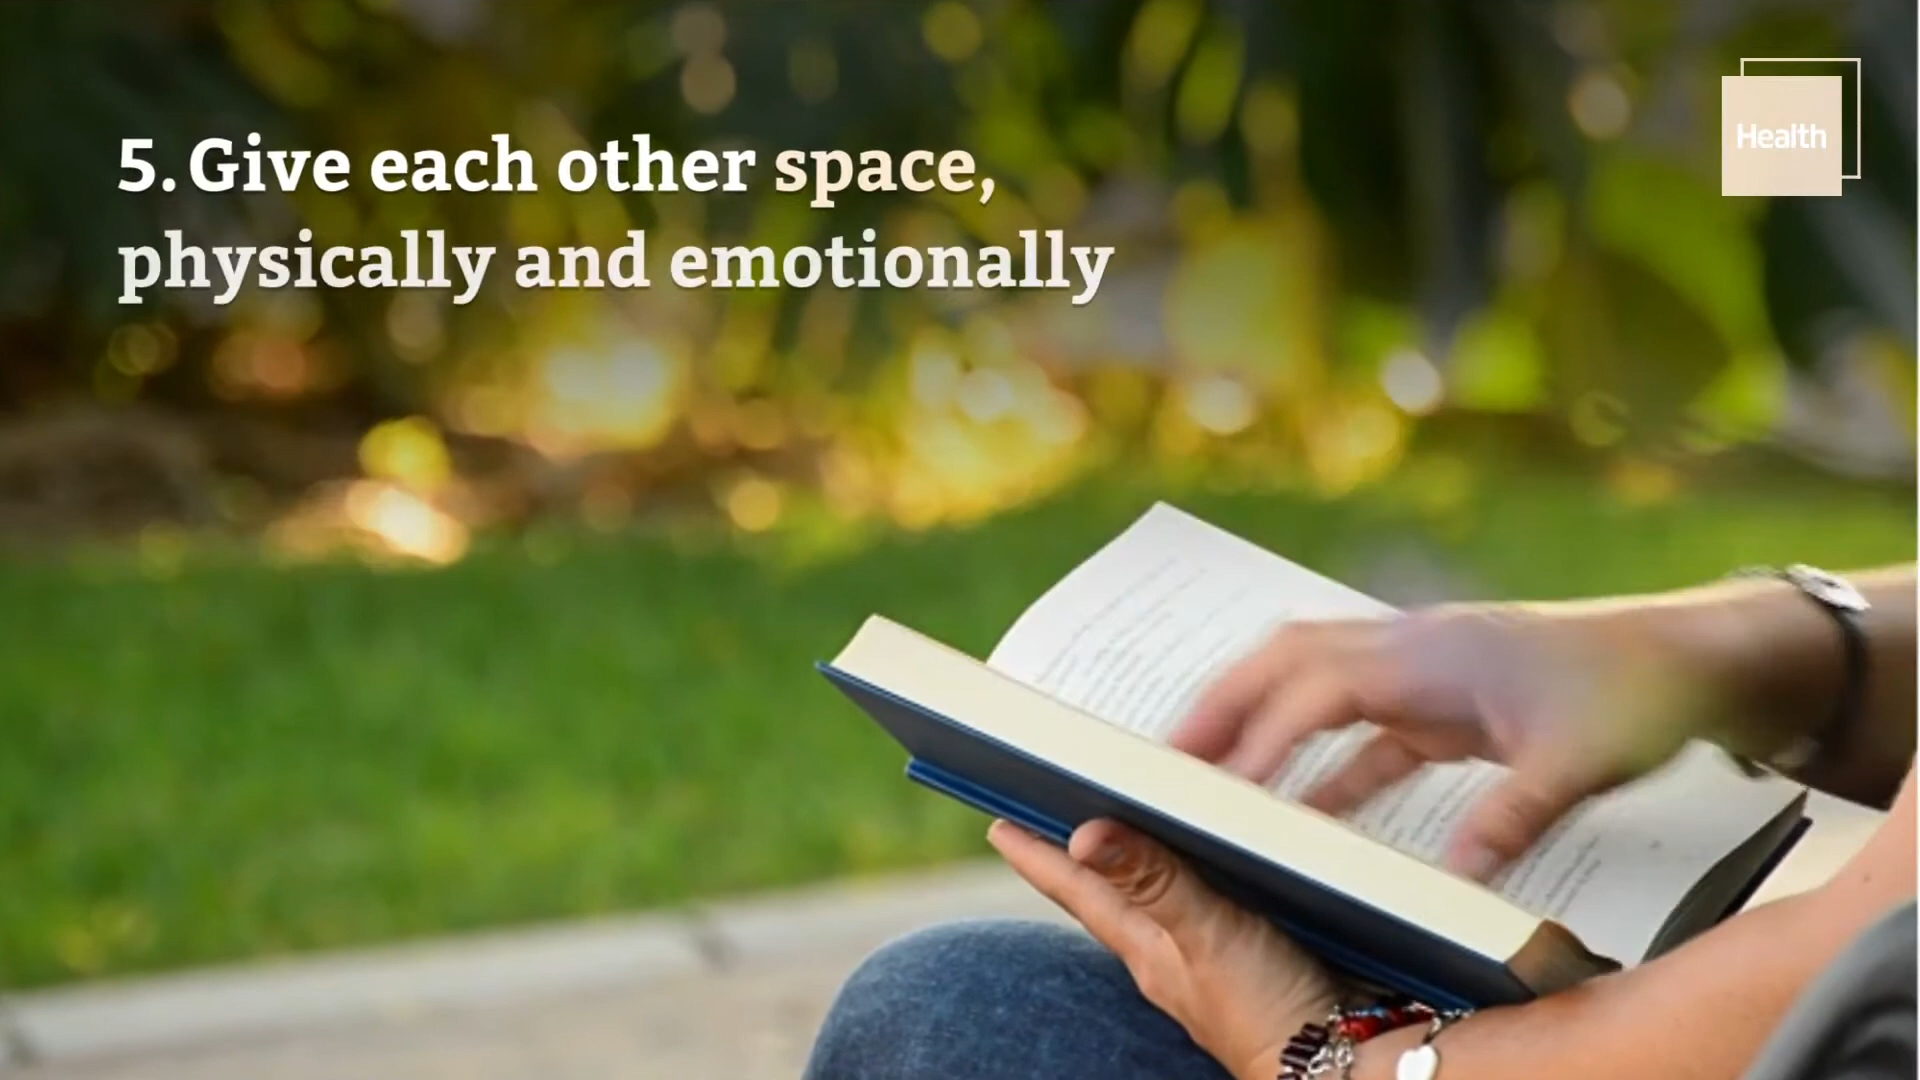 5. Give each other space,
physically and emotionally
Health